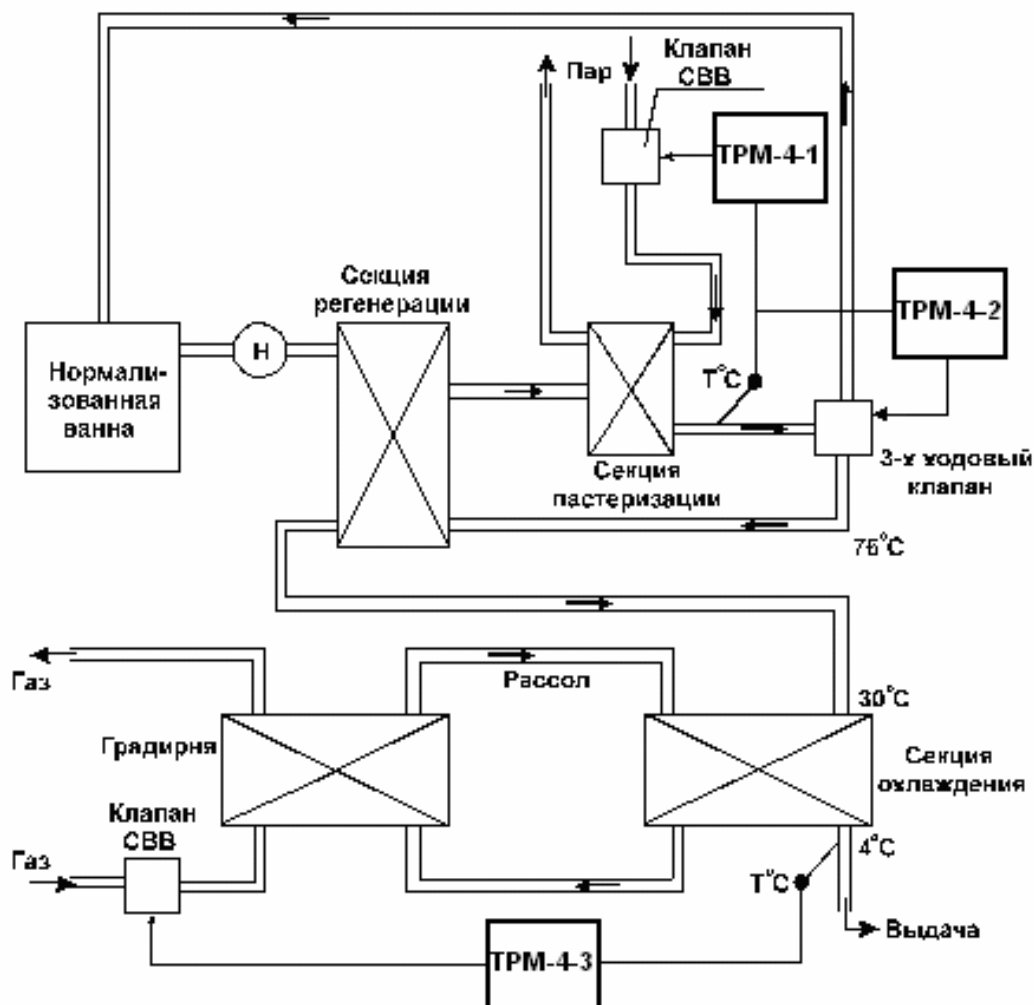 Клапан
СВВ
Пар
ТРМ-4-1
Секция
регенерации
ТРМ-4-2
Н
Нормали-
зованная
ванна
Т°С
Секция
пастеризации
3-х ходовый
клапан
75°С
Газ
Рассол
30°С
Градирня
Секция
охлаждения
Клапан
СВВ
Газ
4°С
Т°С
Выдача
ТРМ-4-3